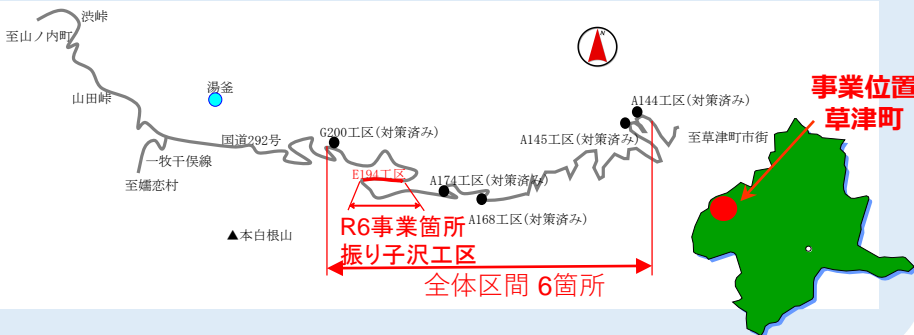 渋峠
至山ノ内町
湯釜
山田峠
国道292号
一牧干俣線
至嬬恋村
G200工区(対策済み)
E194工区
A174工区(対策済み)
A168工区(対策済み)
A145工区(対策済み)
A144工区(対策済み)
至草津町市街
N
▲本白根山
R6事業箇所
振り子沢工区
全体区間 6箇所
事業位置
草津町